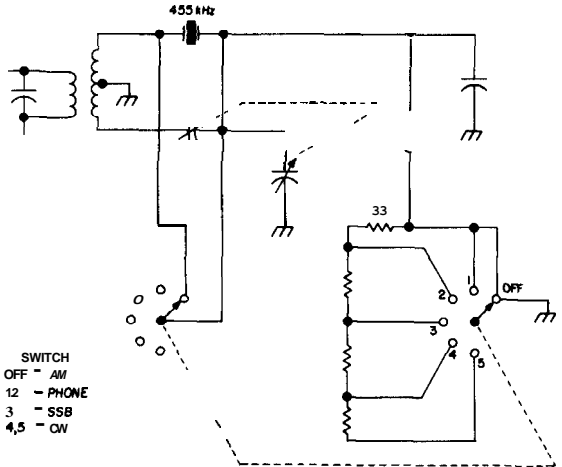 455 kHz
33
OFF
1
2
3
4
5
SWITCH
OFF - AM
12 - PHONE
3 - SSB
4,5 - CW